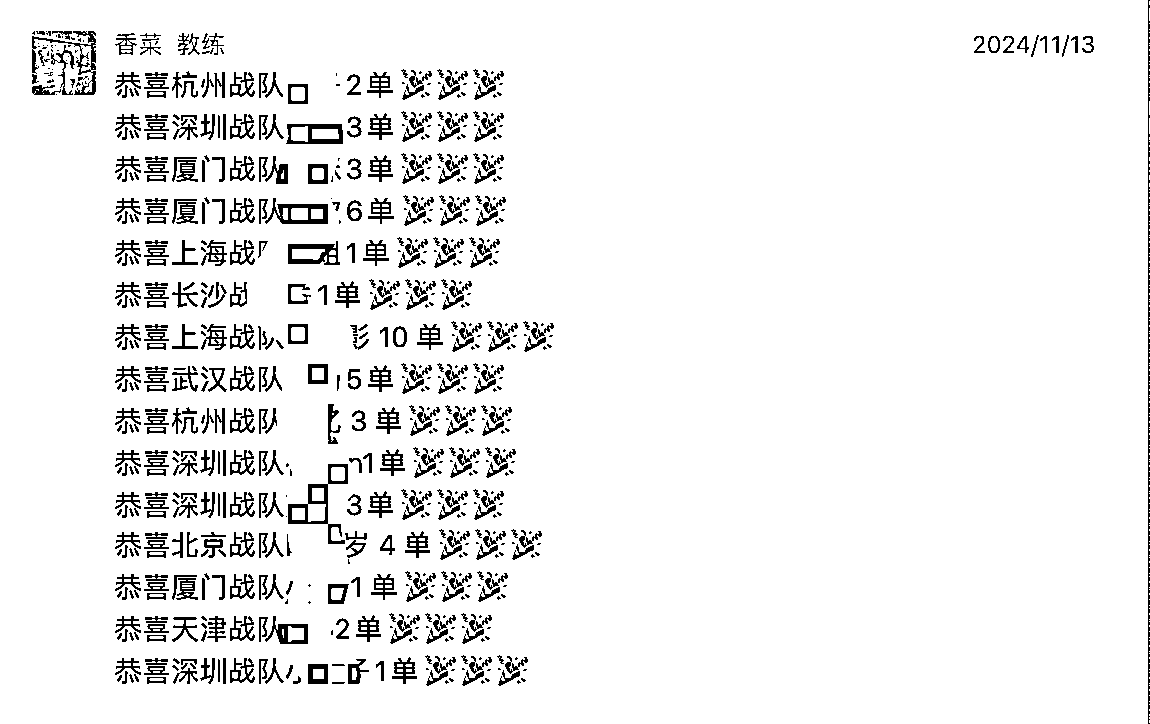 香菜 教练
2024/11/13
恭喜杭州战队 2单 🎉🎉🎉
恭喜深圳战队 3单 🎉🎉🎉
恭喜厦门战队 3单 🎉🎉🎉
恭喜厦门战队 6单 🎉🎉🎉
恭喜上海战 1单 🎉🎉🎉
恭喜长沙战 1单 🎉🎉🎉
恭喜上海战队 10 单 🎉🎉🎉
恭喜武汉战队 5单 🎉🎉🎉
恭喜杭州战队 3 单 🎉🎉🎉
恭喜深圳战队 1单 🎉🎉🎉
恭喜深圳战队 3单 🎉🎉🎉
恭喜北京战队 岁 4 单 🎉🎉🎉
恭喜厦门战队 1单 🎉🎉🎉
恭喜天津战队 2单 🎉🎉🎉
恭喜深圳战队 子 1单 🎉🎉🎉